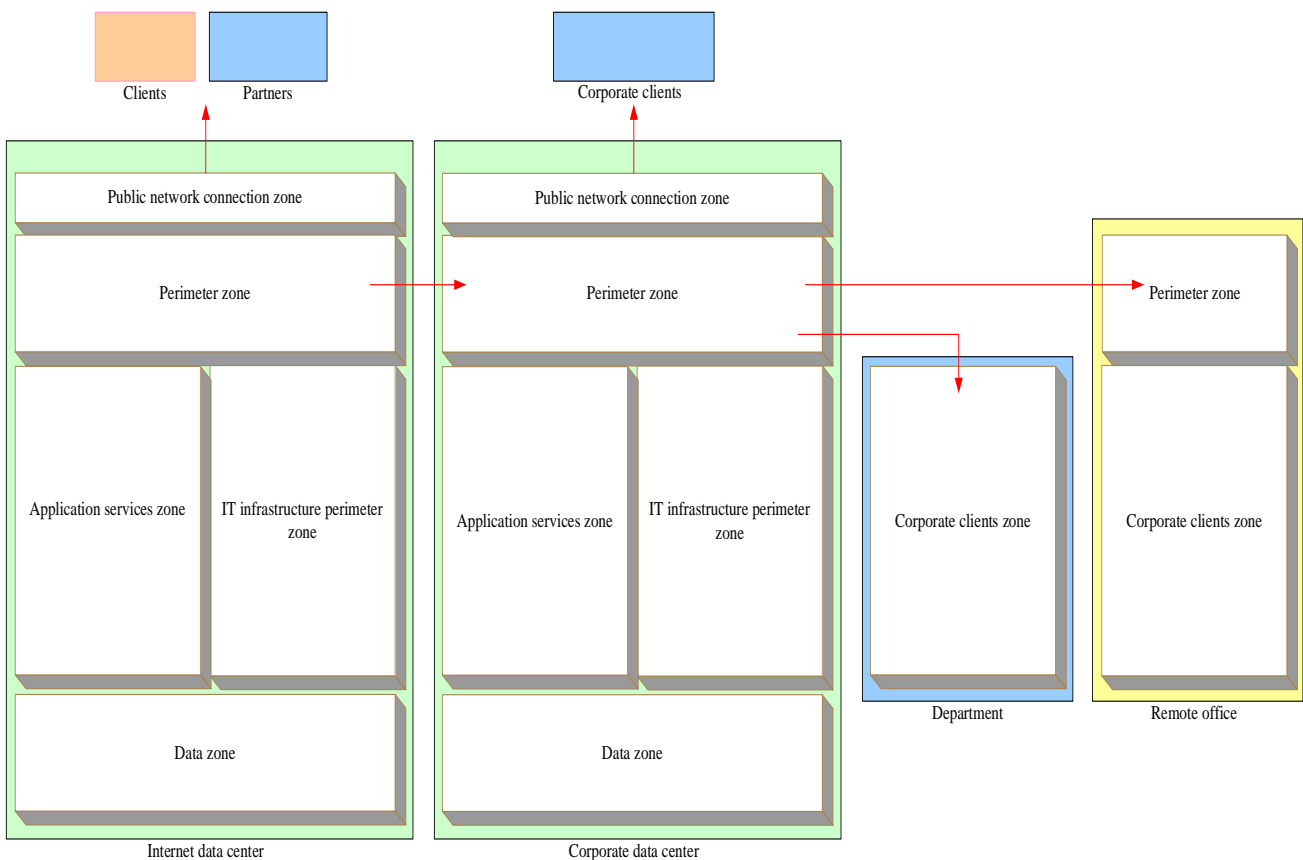 Clients
Partners
Corporate clients
Public network connection zone
Public network connection zone
Perimeter zone
Perimeter zone
Perimeter zone
Application services zone
IT infrastructure perimeter
zone
Application services zone
IT infrastructure perimeter
zone
Corporate clients zone
Corporate clients zone
Department
Remote office
Data zone
Data zone
Internet data center
Corporate data center